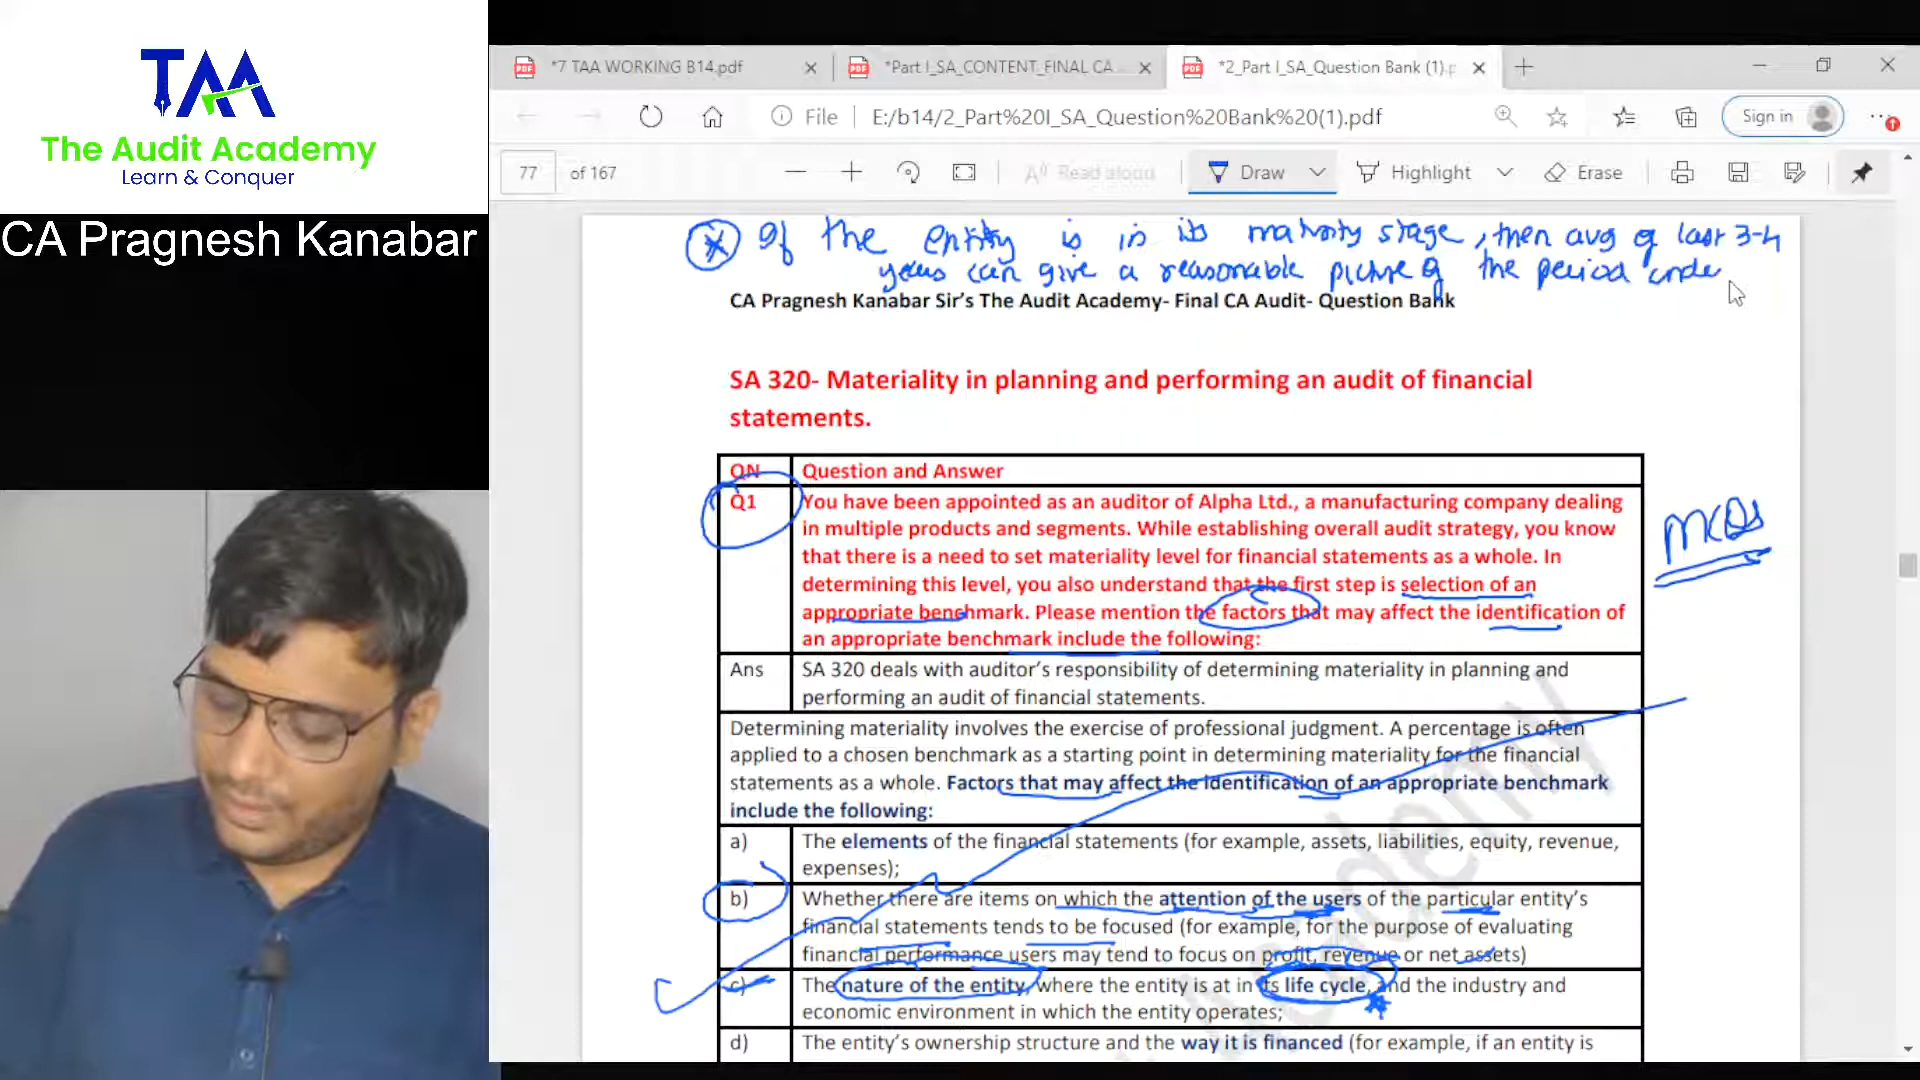 TAA
The Audit Academy
Learn & Conquer
CA Pragnesh Kanabar
*7 TAA WORKING B14.pdf
*Part I_SA_CONTENT_FINAL CA ...
*2_Part I_SA_Question Bank (1).p
File
E:/b14/2_Part%20I_SA_Question%20Bank%20(1).pdf
Sign in
77 of 167
Read aloud
Draw
Highlight
Erase
If the entity is in its maturity stage, then avg of last 3-4
years can give a reasonable picture of the period unde
CA Pragnesh Kanabar Sir's The Audit Academy- Final CA Audit- Question Bank
SA 320- Materiality in planning and performing an audit of financial
statements.
QN Question and Answer
Q1 You have been appointed as an auditor of Alpha Ltd., a manufacturing company dealing
in multiple products and segments. While establishing overall audit strategy, you know
that there is a need to set materiality level for financial statements as a whole. In
determining this level, you also understand that the first step is selection of an
appropriate benchmark. Please mention the factors that may affect the identification of
an appropriate benchmark include the following:
MCQs
Ans SA 320 deals with auditor's responsibility of determining materiality in planning and
performing an audit of financial statements.
Determining materiality involves the exercise of professional judgment. A percentage is often
applied to a chosen benchmark as a starting point in determining materiality for the financial
statements as a whole. Factors that may affect the identification of an appropriate benchmark
include the following:
a) The elements of the financial statements (for example, assets, liabilities, equity, revenue,
expenses);
b) Whether there are items on which the attention of the users of the particular entity's
financial statements tends to be focused (for example, for the purpose of evaluating
financial performance users may tend to focus on profit, revenue or net assets)
c) The nature of the entity, where the entity is at in its life cycle, and the industry and
economic environment in which the entity operates;
d) The entity's ownership structure and the way it is financed (for example, if an entity is
Academy